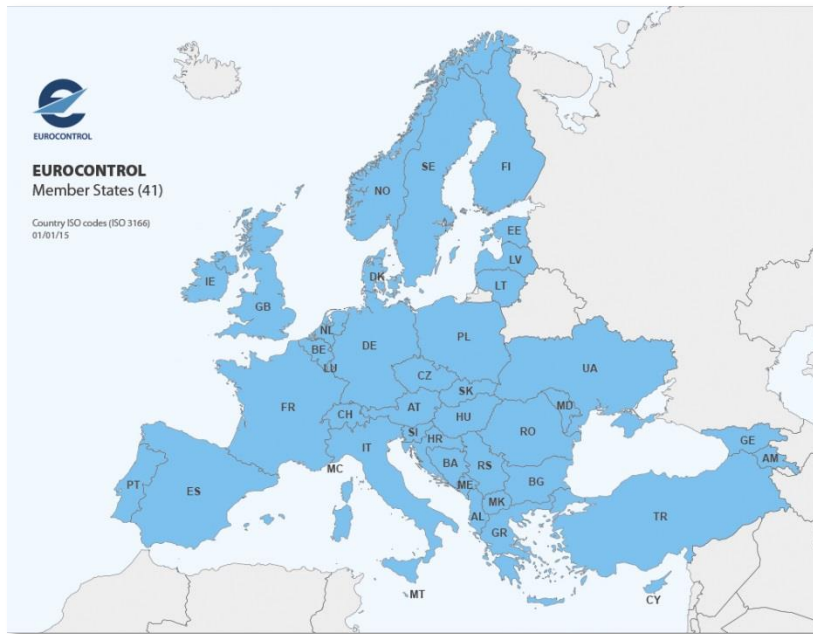 EUROCONTROL
EUROCONTROL
Member States (41)
Country ISO codes (ISO 3166)
01/01/15
SE
FI
NO
EE
LV
LT
DK
IE
GB
NL
BE
LU
DE
PL
CZ
SK
UA
FR
CH
AT
HU
MD
SI
HR
RO
IT
BA
RS
GE
AM
MC
ME
BG
PT
ES
MK
AL
GR
TR
MT
CY